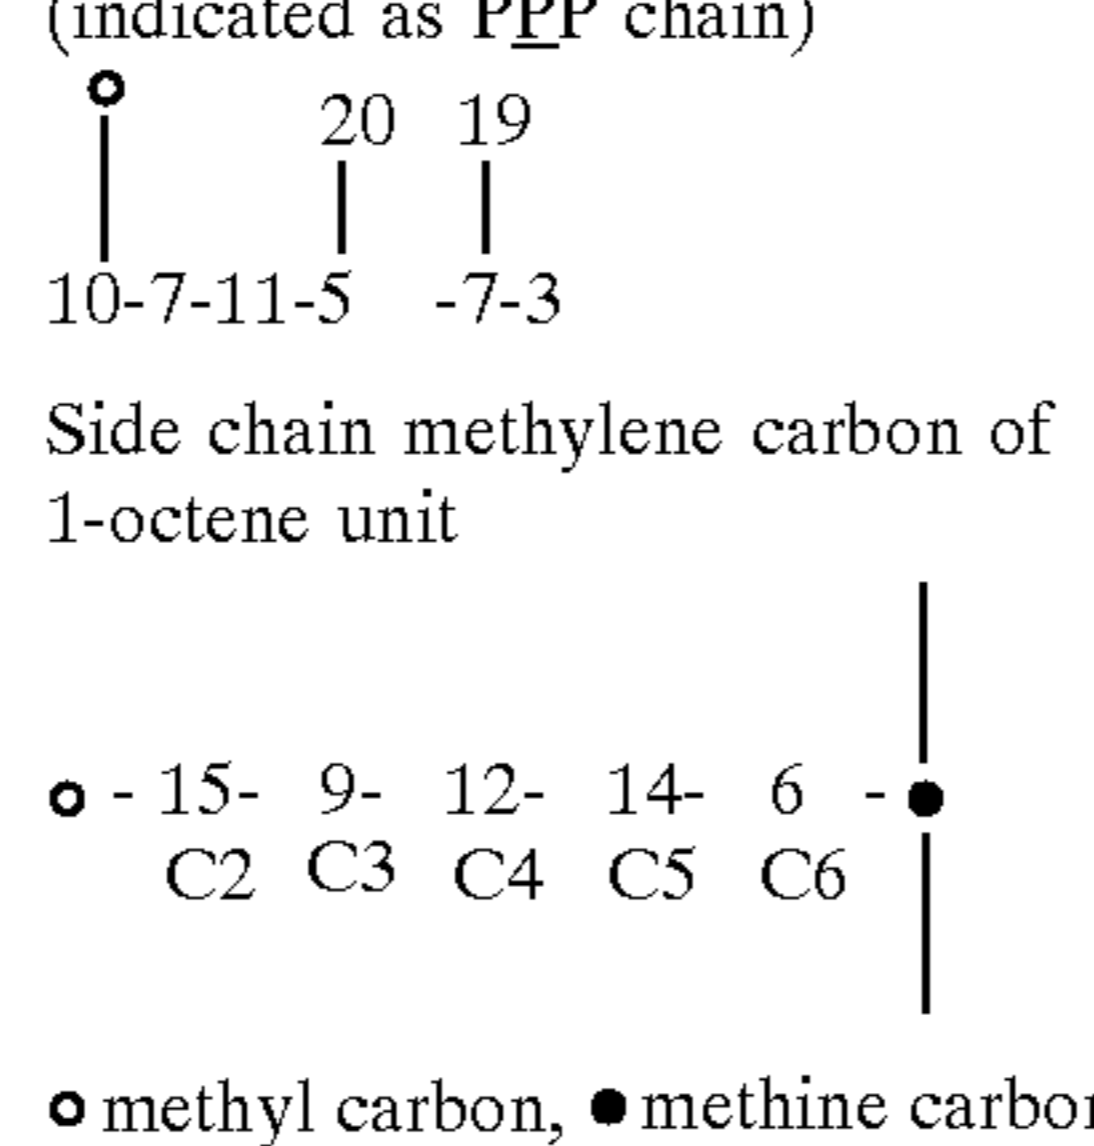 (indicated as PPP chain)
20 19
10-7-11-5 -7-3
Side chain methylene carbon of
1-octene unit
- 15- 9- 12- 14- 6 -
C2 C3 C4 C5 C6
methyl carbon, methine